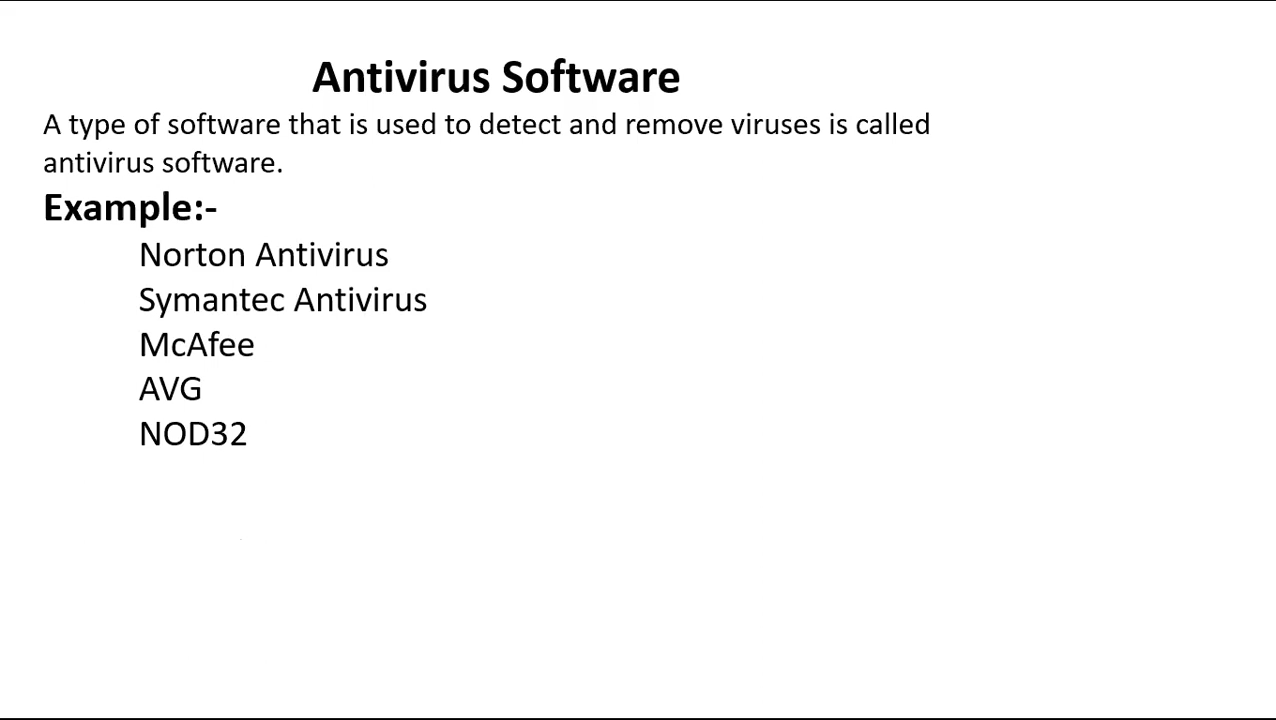 Antivirus Software
A type of software that is used to detect and remove viruses is called
antivirus software.
Example:-
Norton Antivirus
Symantec Antivirus
McAfee
AVG
NOD32